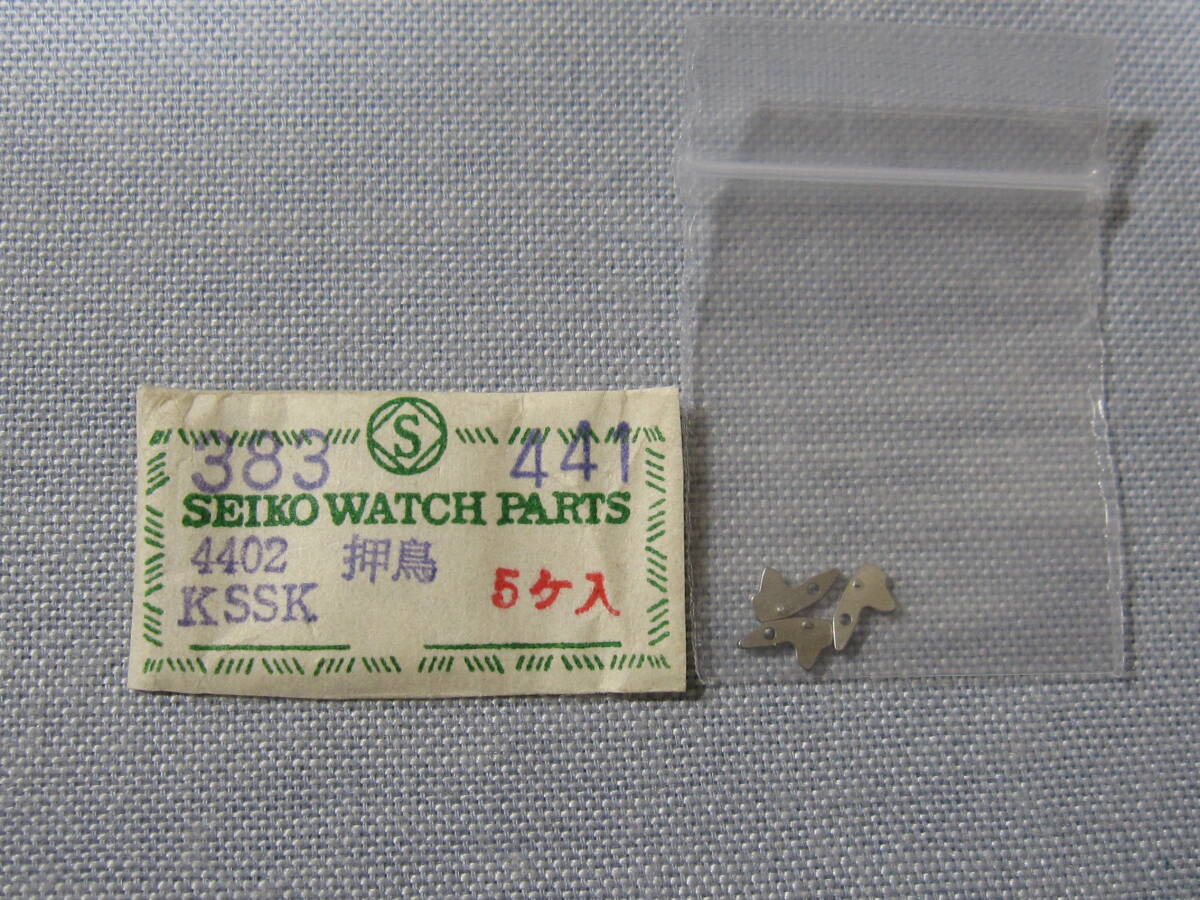 383 S 441
SEIKO WATCH PARTS
4402 押鳥
KSSK 5ケ入